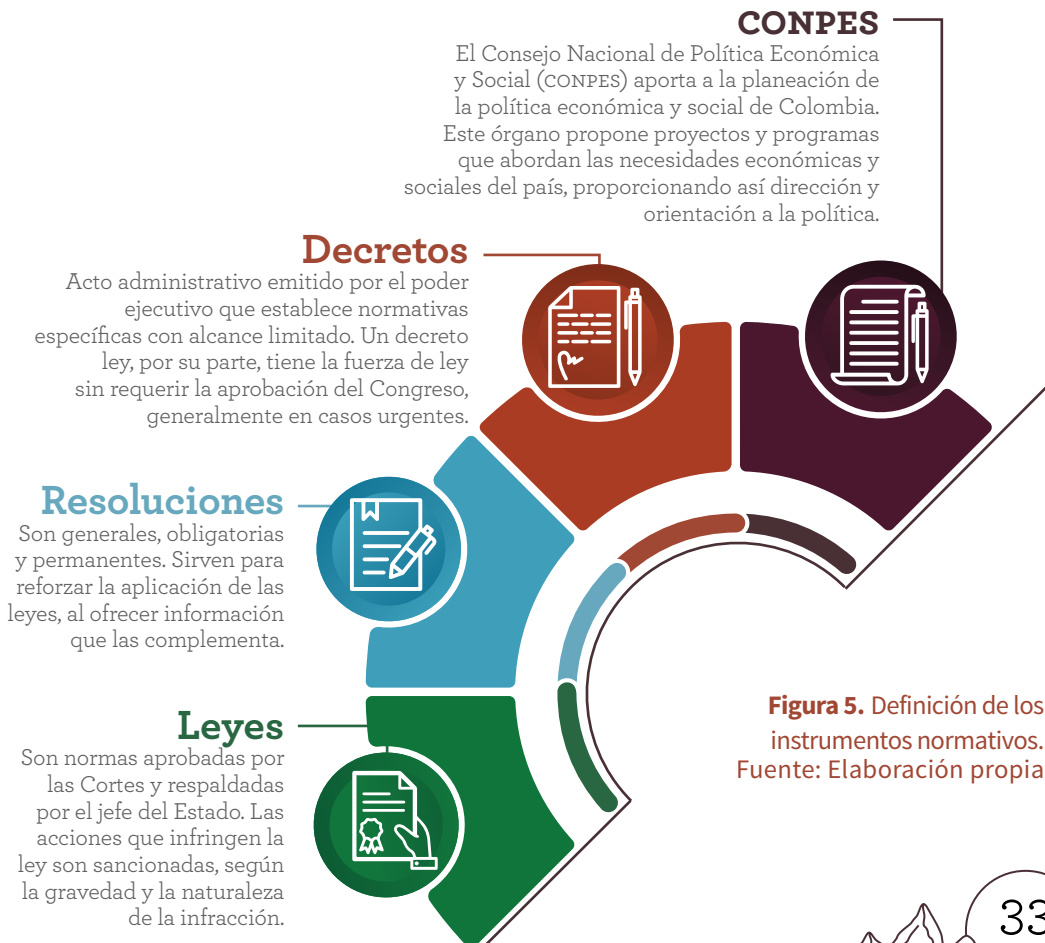 CONPES
El Consejo Nacional de Política Económica
y Social (CONPES) aporta a la planeación de
la política económica y social de Colombia.
Este órgano propone proyectos y programas
que abordan las necesidades económicas y
sociales del país, proporcionando así dirección y
orientación a la política.
Decretos
Acto administrativo emitido por el poder
ejecutivo que establece normativas
específicas con alcance limitado. Un decreto
ley, por su parte, tiene la fuerza de ley
sin requerir la aprobación del Congreso,
generalmente en casos urgentes.
Resoluciones
Son generales, obligatorias
y permanentes. Sirven para
reforzar la aplicación de las
leyes, al ofrecer información
que las complementa.
Leyes
Son normas aprobadas por
las Cortes y respaldadas
por el jefe del Estado. Las
acciones que infringen la
ley son sancionadas, según
la gravedad y la naturaleza
de la infracción.
Figura 5. Definición de los
instrumentos normativos.
Fuente: Elaboración propia
33